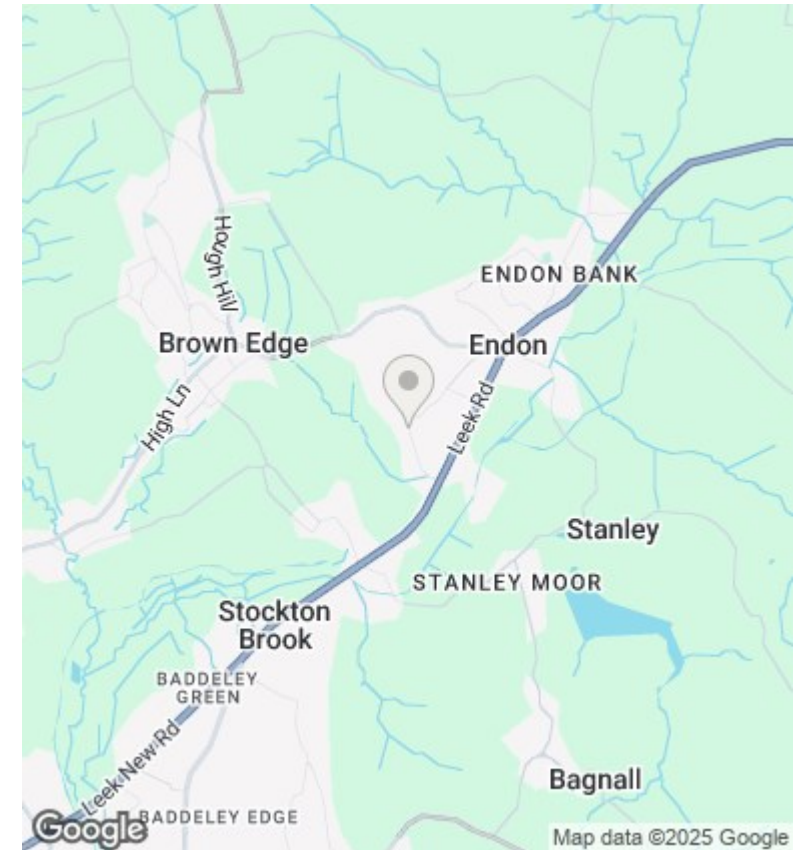 Hough Hill
ENDON BANK
Brown Edge
Endon
High Ln
Leek Rd
Stanley
STANLEY MOOR
Stockton
Brook
BADDELEY
GREEN
Leek New Rd
Bagnall
BADDELEY EDGE
Google
Map data ©2025 Google